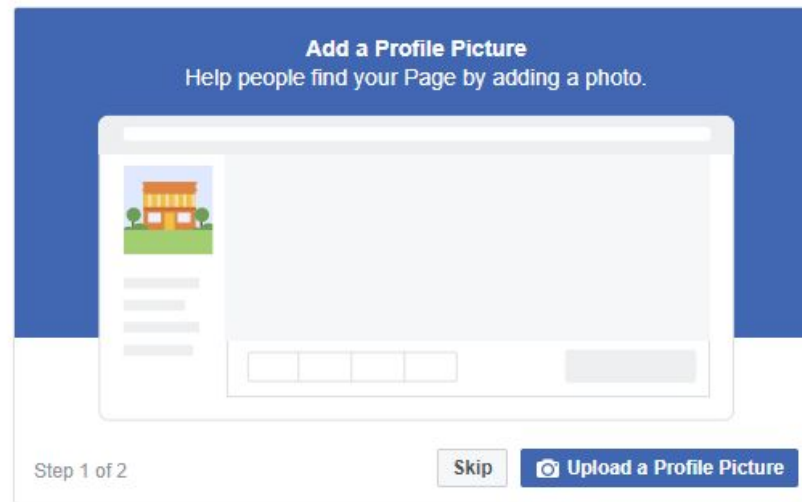 Add a Profile Picture
Help people find your Page by adding a photo.
Step 1 of 2
Skip
Upload a Profile Picture